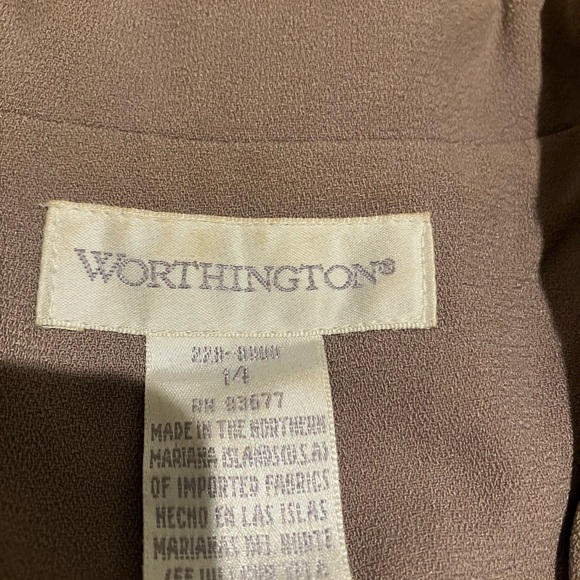 WORTHINGTON®
14
RN 93677
MADE IN THE NORTHERN
MARIANA ISLANDS(U.S.A)
OF IMPORTED FABRICS
HECHO EN LAS ISLAS
MARIANAS DEL NORTE